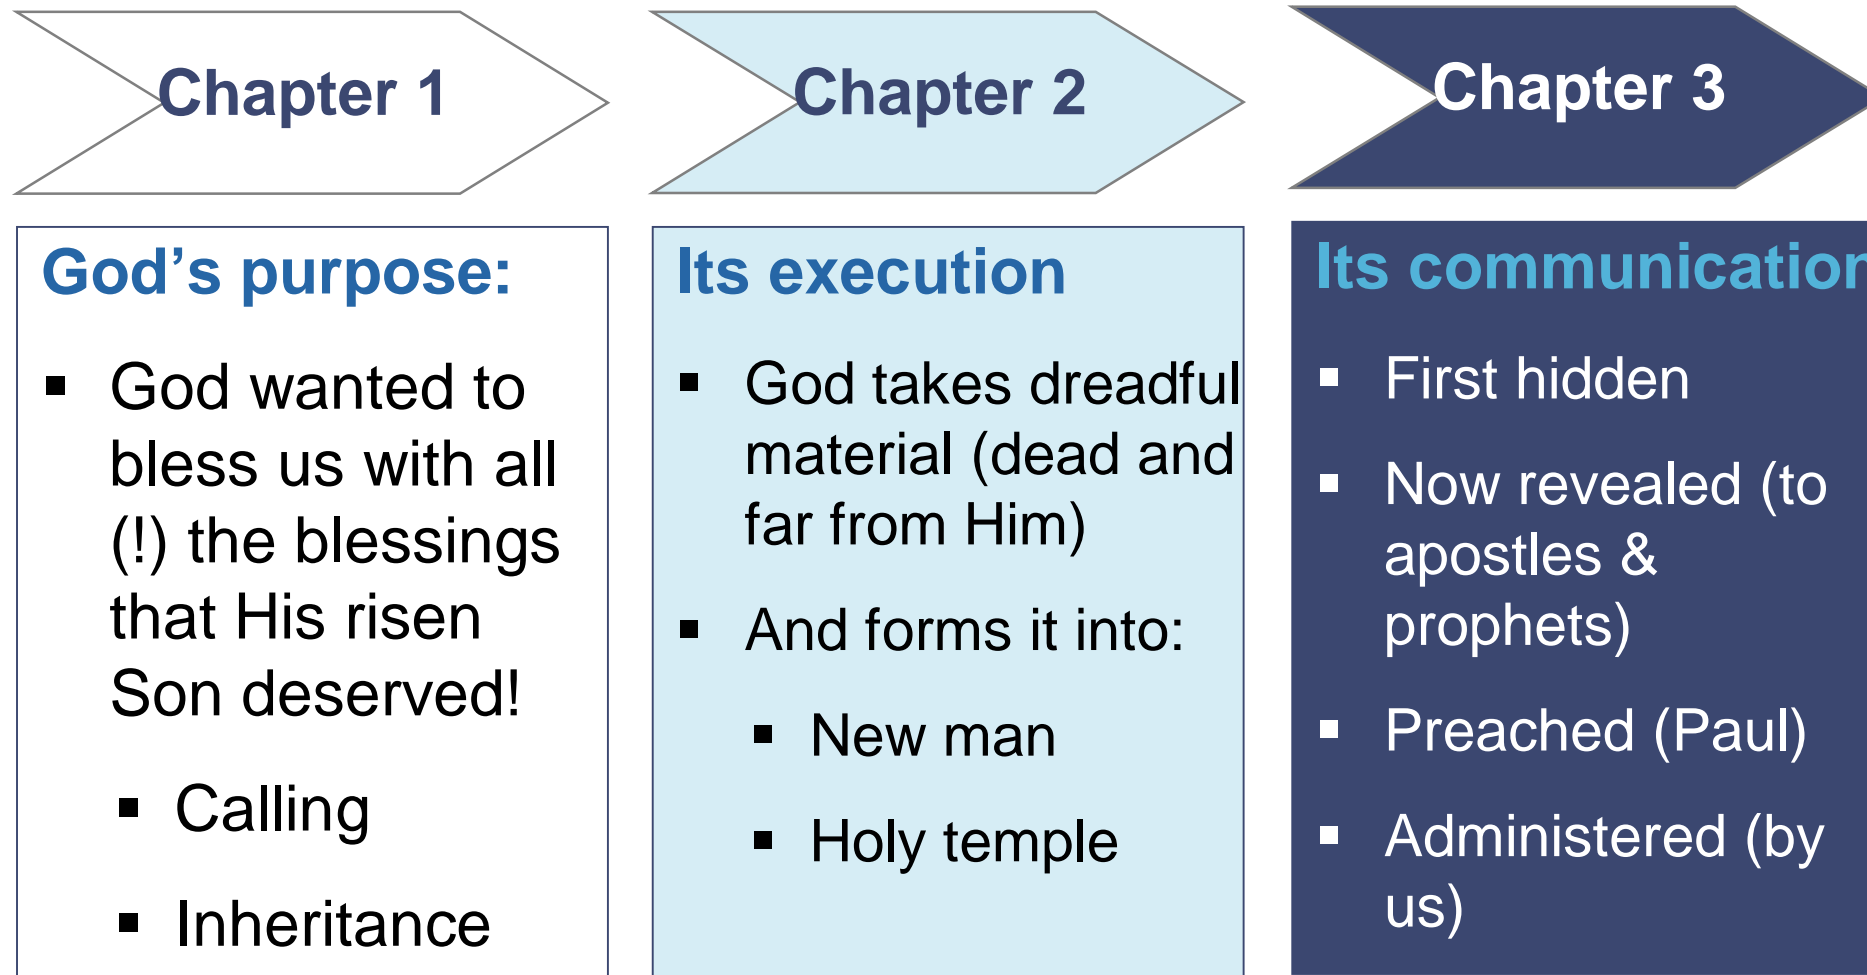 Chapter 1
God’s purpose:
▪ God wanted to
bless us with all
(!) the blessings
that His risen
Son deserved!
▪ Calling
▪ Inheritance
Chapter 2
Its execution
▪ God takes dreadful
material (dead and
far from Him)
▪ And forms it into:
▪ New man
▪ Holy temple
Chapter 3
Its communication
▪ First hidden
▪ Now revealed (to
apostles &
prophets)
▪ Preached (Paul)
▪ Administered (by
us)